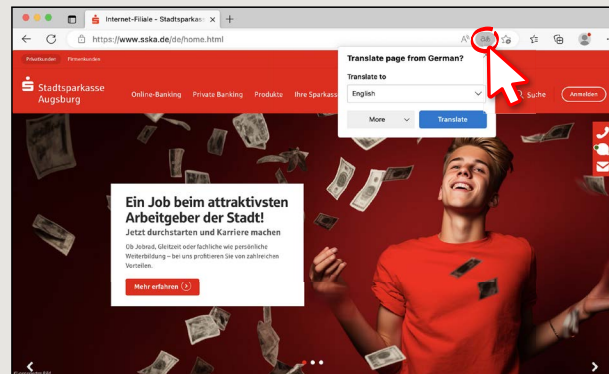 Internet-Filiale - Stadtsparkas
https://www.sska.de/de/home.html
Privatkunden Firmenkunden
Translate page from German?
Translate to
English
More
Translate
Stadtsparkasse
Augsburg
Online-Banking Private Banking Produkte Ihre Sparkass
Suche
Anmelden
Ein Job beim attraktivsten
Arbeitgeber der Stadt!
Jetzt durchstarten und Karriere machen
Ob Jobrad, Gleitzeit oder fachliche wie persönliche
Weiterbildung – bei uns profitieren Sie von zahlreichen
Vorteilen.
Mehr erfahren